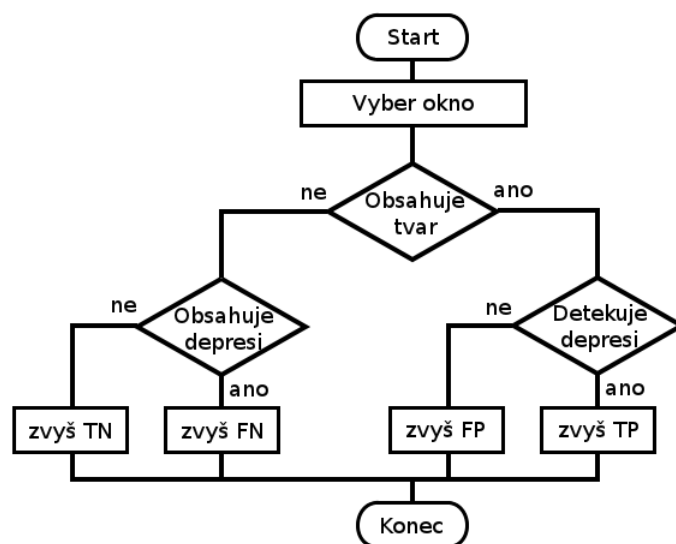 Start
Vyber okno
ne
ano
Obsahuje
tvar
ne
Obsahuje
depresi
ano
ne
Detekuje
depresi
ano
zvyš TN
zvyš FN
zvyš FP
zvyš TP
Konec